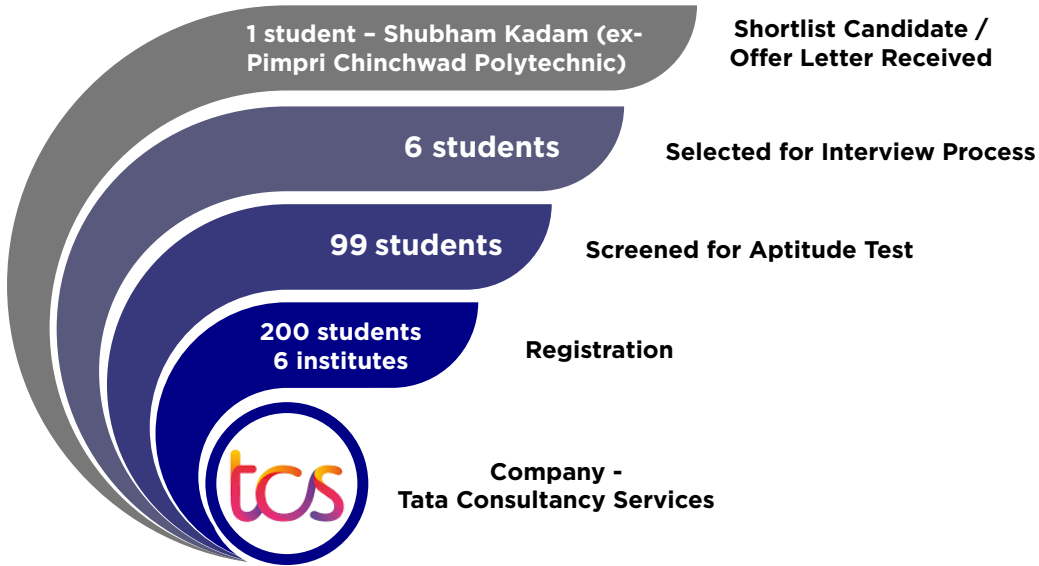 1 student – Shubham Kadam (ex-
Pimpri Chinchwad Polytechnic)
Shortlist Candidate /
Offer Letter Received
6 students
Selected for Interview Process
99 students
Screened for Aptitude Test
200 students
6 institutes
Registration
tcs
Company -
Tata Consultancy Services